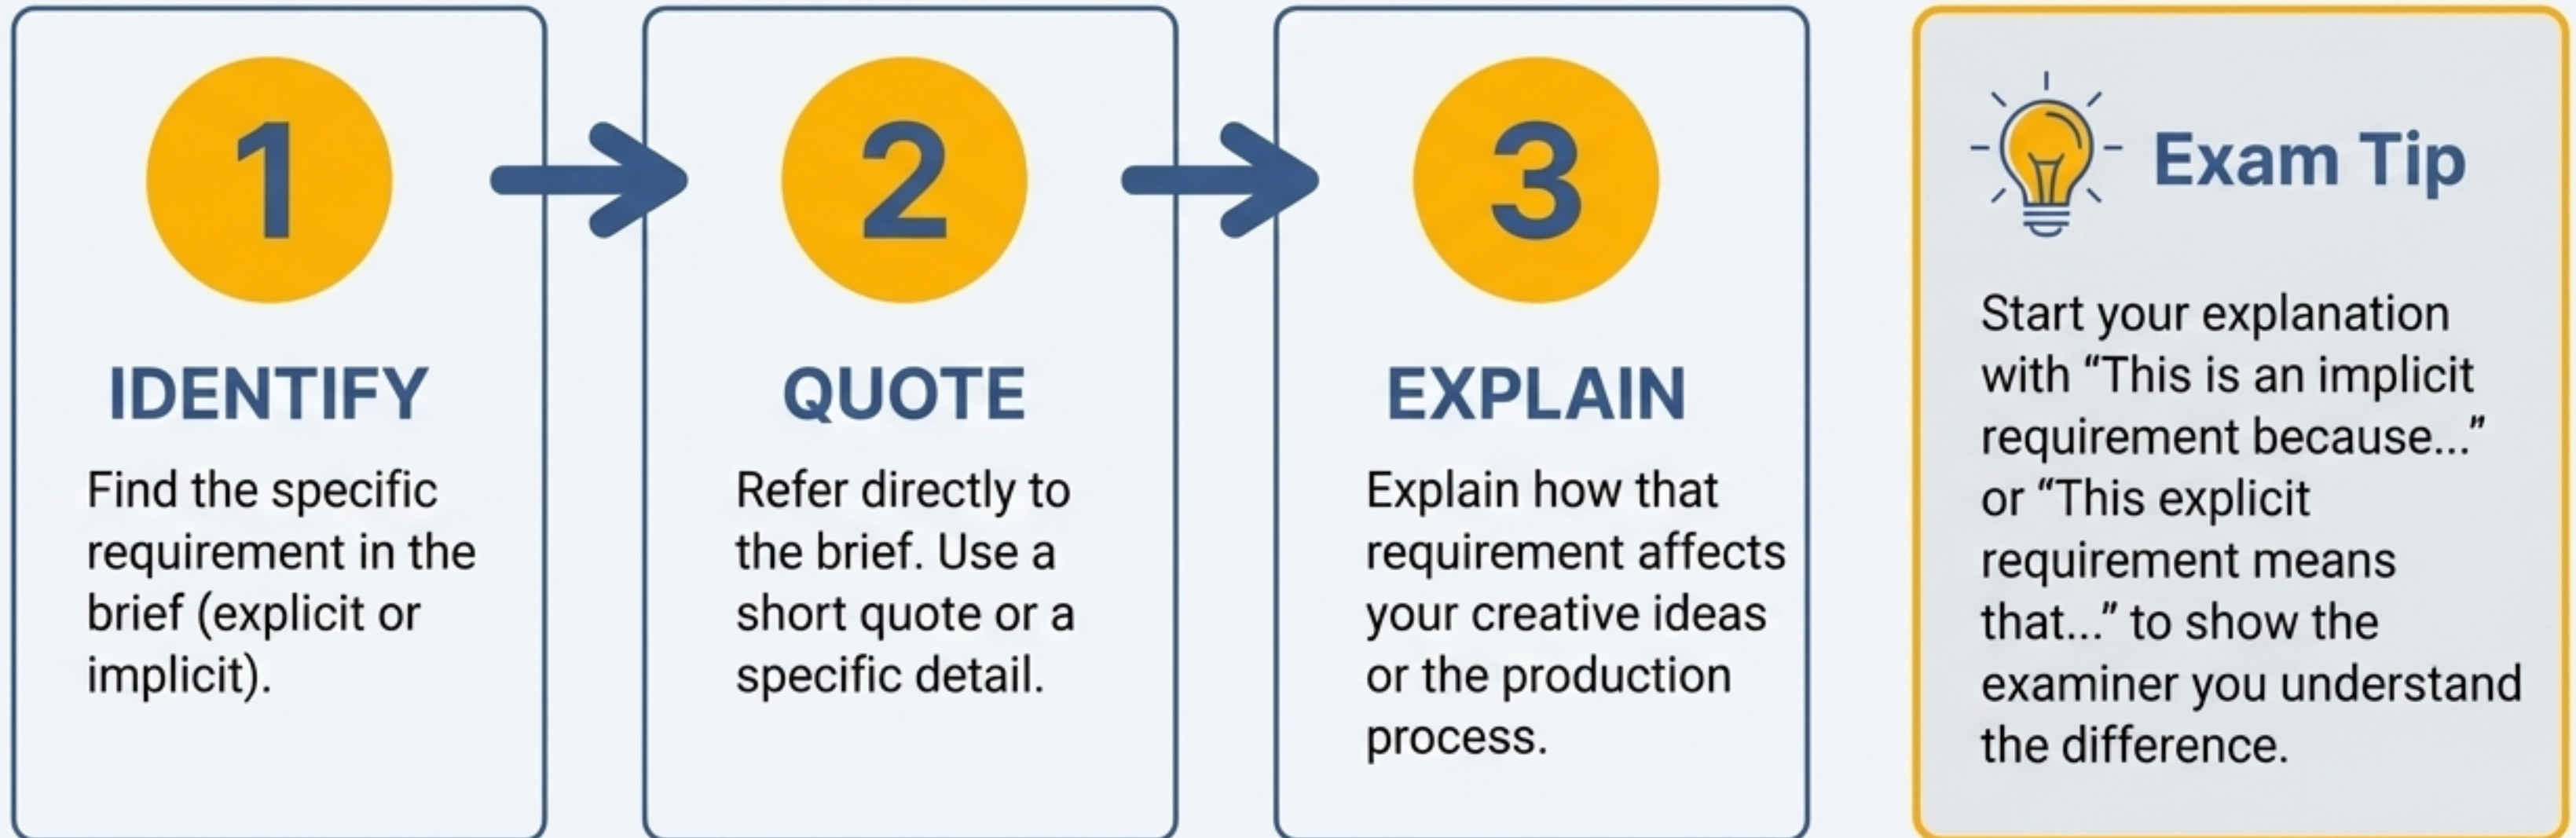 1
IDENTIFY
Find the specific
requirement in the
brief (explicit or
implicit).
2
QUOTE
Refer directly to
the brief. Use a
short quote or a
specific detail.
3
EXPLAIN
Explain how that
requirement affects
your creative ideas
or the production
process.
Exam Tip
Start your explanation
with “This is an implicit
requirement because...”
or “This explicit
requirement means
that...” to show the
examiner you understand
the difference.